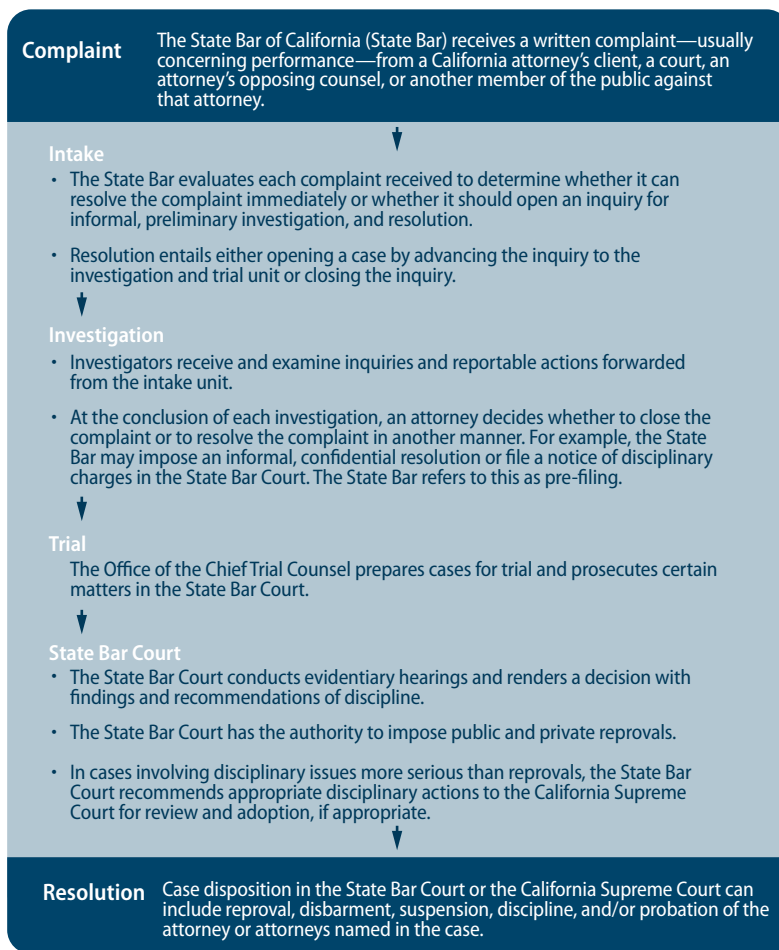 Complaint
The State Bar of California (State Bar) receives a written complaint—usually
concerning performance—from a California attorney's client, a court, an
attorney's opposing counsel, or another member of the public against
that attorney.
Intake
• The State Bar evaluates each complaint received to determine whether it can
resolve the complaint immediately or whether it should open an inquiry for
informal, preliminary investigation, and resolution.
• Resolution entails either opening a case by advancing the inquiry to the
investigation and trial unit or closing the inquiry.
Investigation
• Investigators receive and examine inquiries and reportable actions forwarded
from the intake unit.
• At the conclusion of each investigation, an attorney decides whether to close the
complaint or to resolve the complaint in another manner. For example, the State
Bar may impose an informal, confidential resolution or file a notice of disciplinary
charges in the State Bar Court. The State Bar refers to this as pre-filing.
Trial
The Office of the Chief Trial Counsel prepares cases for trial and prosecutes certain
matters in the State Bar Court.
State Bar Court
• The State Bar Court conducts evidentiary hearings and renders a decision with
findings and recommendations of discipline.
• The State Bar Court has the authority to impose public and private reprovals.
• In cases involving disciplinary issues more serious than reprovals, the State Bar
Court recommends appropriate disciplinary actions to the California Supreme
Court for review and adoption, if appropriate.
Resolution
Case disposition in the State Bar Court or the California Supreme Court can
include reproval, disbarment, suspension, discipline, and/or probation of the
attorney or attorneys named in the case.